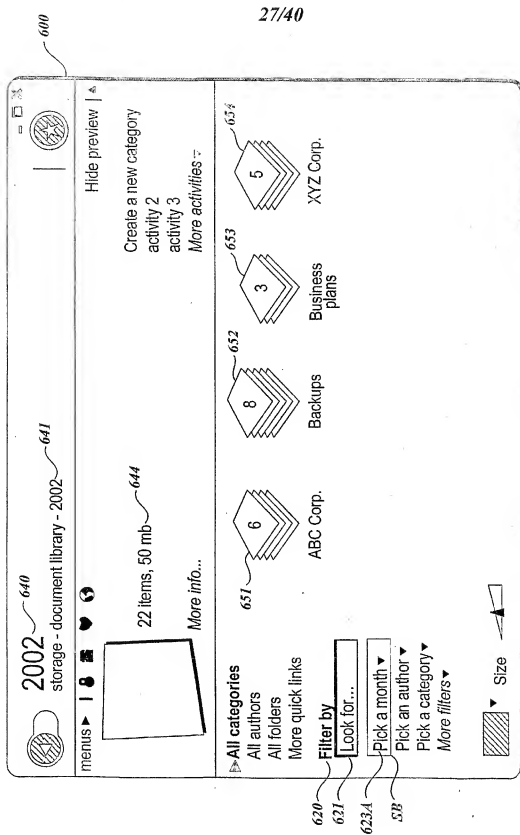 27/40
600
2002 640
storage - document library - 2002 641
menus
Hide preview
22 items, 50 mb 644
More info...
Create a new category
activity 2
activity 3
More activities
All categories
All authors
All folders
More quick links
620 Filter by
621 Look for...
623A Pick a month
SB
Pick an author
Pick a category
More filters
Size
651 6
ABC Corp.
652 8
Backups
653 3
Business
plans
654 5
XYZ Corp.